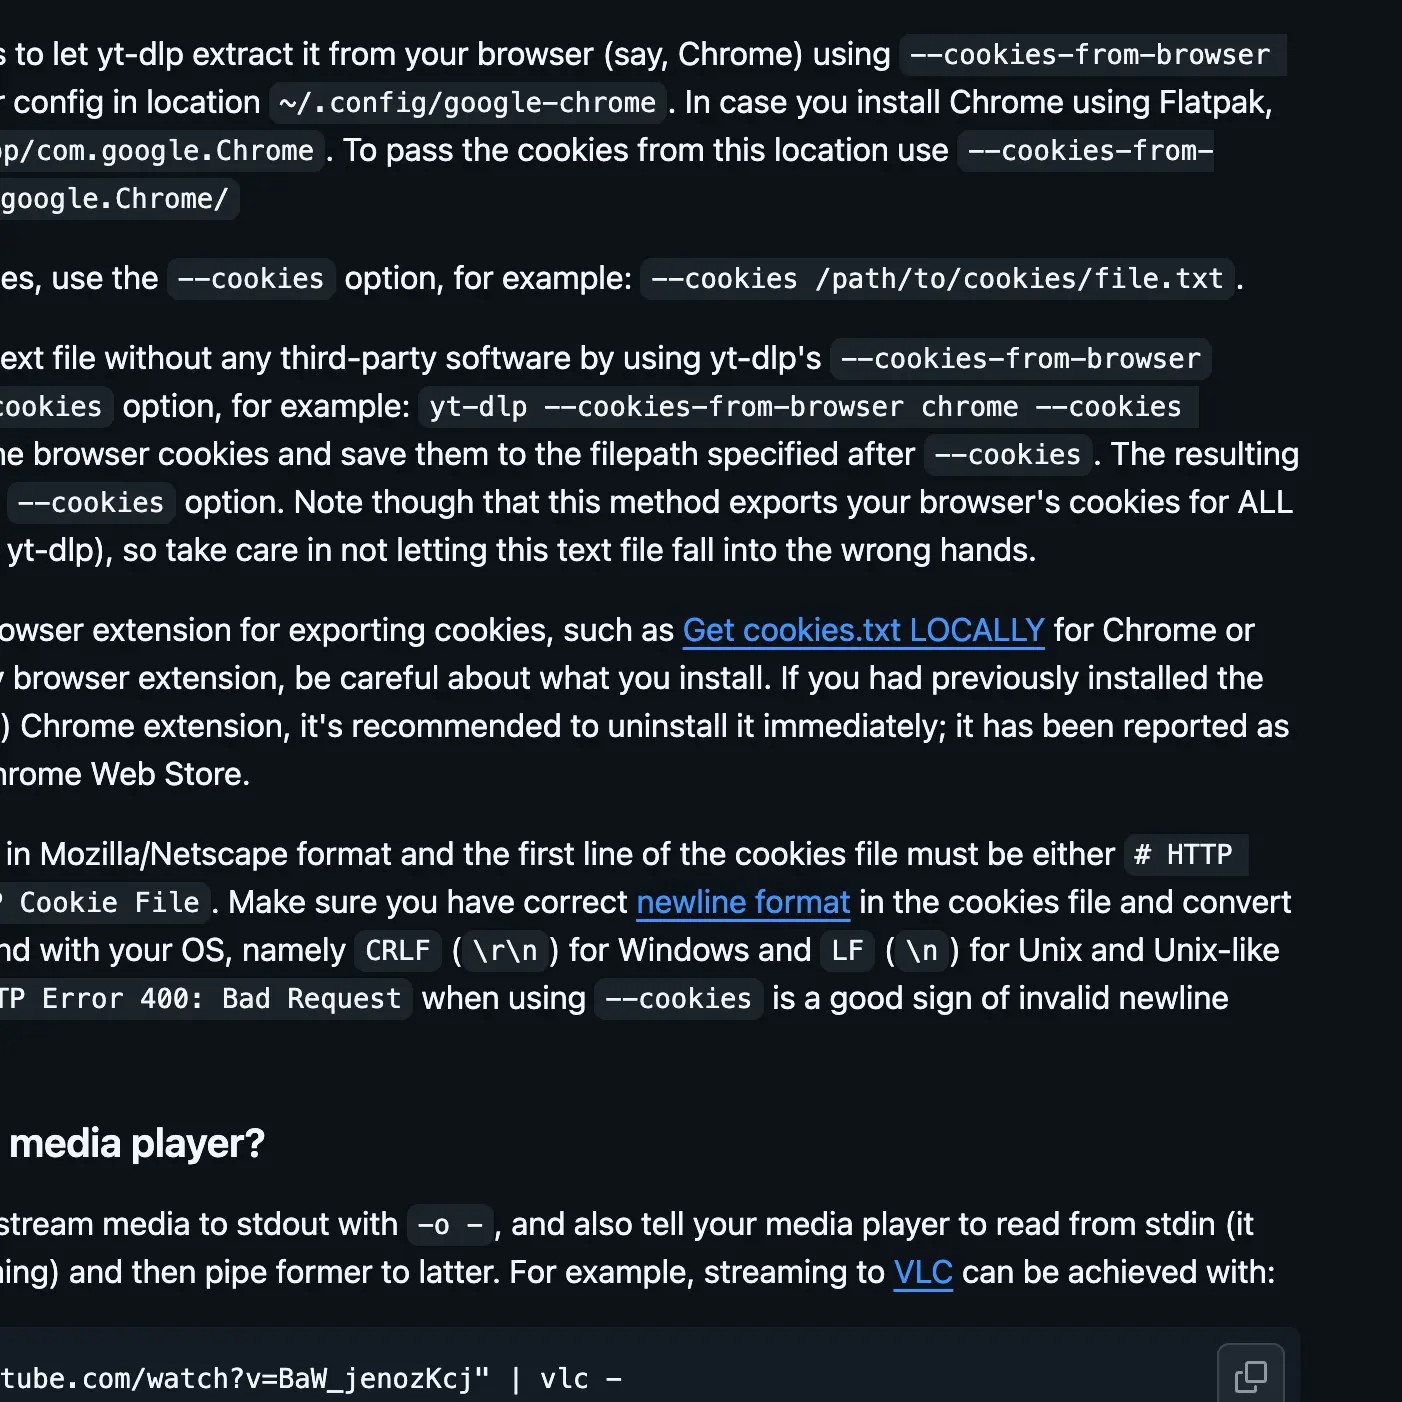 s to let yt-dlp extract it from your browser (say, Chrome) using --cookies-from-browser
r config in location ~/.config/google-chrome. In case you install Chrome using Flatpak,
pp/com.google.Chrome. To pass the cookies from this location use --cookies-from-
google.Chrome/
es, use the --cookies option, for example: --cookies /path/to/cookies/file.txt.
ext file without any third-party software by using yt-dlp's --cookies-from-browser
cookies option, for example: yt-dlp --cookies-from-browser chrome --cookies
he browser cookies and save them to the filepath specified after --cookies. The resulting
--cookies option. Note though that this method exports your browser's cookies for ALL
yt-dlp), so take care in not letting this text file fall into the wrong hands.
owser extension for exporting cookies, such as Get cookies.txt LOCALLY for Chrome or
y browser extension, be careful about what you install. If you had previously installed the
) Chrome extension, it's recommended to uninstall it immediately; it has been reported as
hrome Web Store.
in Mozilla/Netscape format and the first line of the cookies file must be either # HTTP
P Cookie File. Make sure you have correct newline format in the cookies file and convert
nd with your OS, namely CRLF (\r\n) for Windows and LF (\n) for Unix and Unix-like
TP Error 400: Bad Request when using --cookies is a good sign of invalid newline
media player?
stream media to stdout with -o -, and also tell your media player to read from stdin (it
ning) and then pipe former to latter. For example, streaming to VLC can be achieved with:
tube.com/watch?v=BaW_jenozKcj" | vlc -